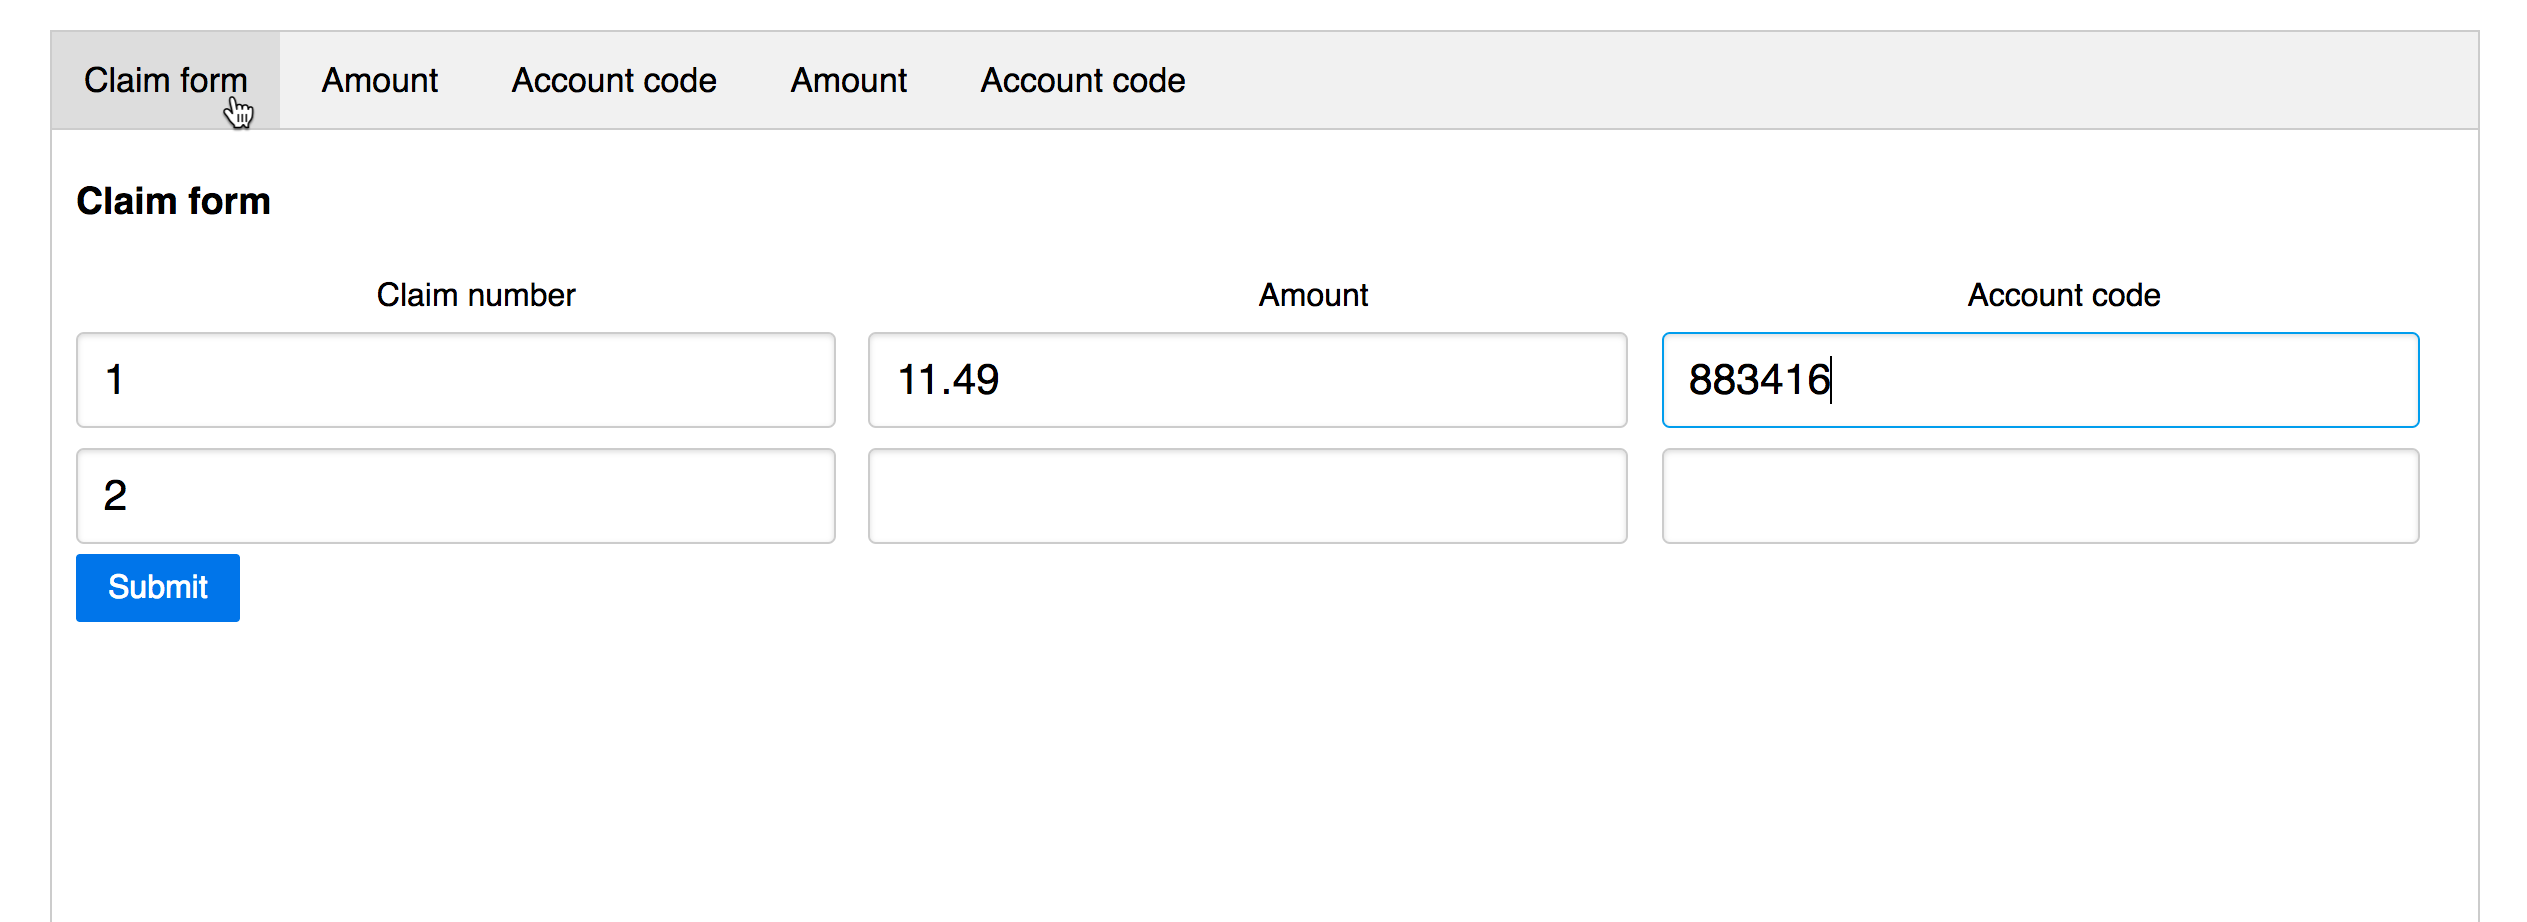 Claim form Amount Account code Amount Account code
Claim form
Claim number Amount Account code
1 11.49 883416
2
Submit